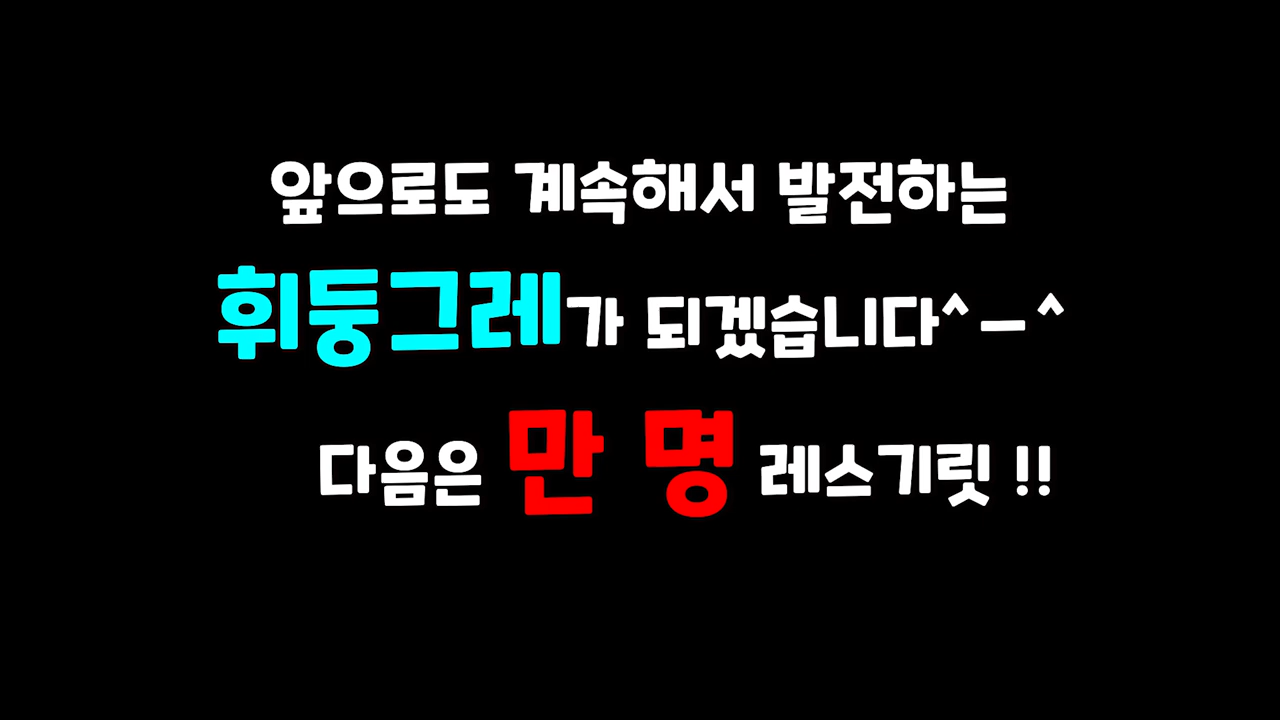 앞으로도 계속해서 발전하는
휘둥그레가 되겠습니다^-^
다음은 만 명 레스기릿 !!